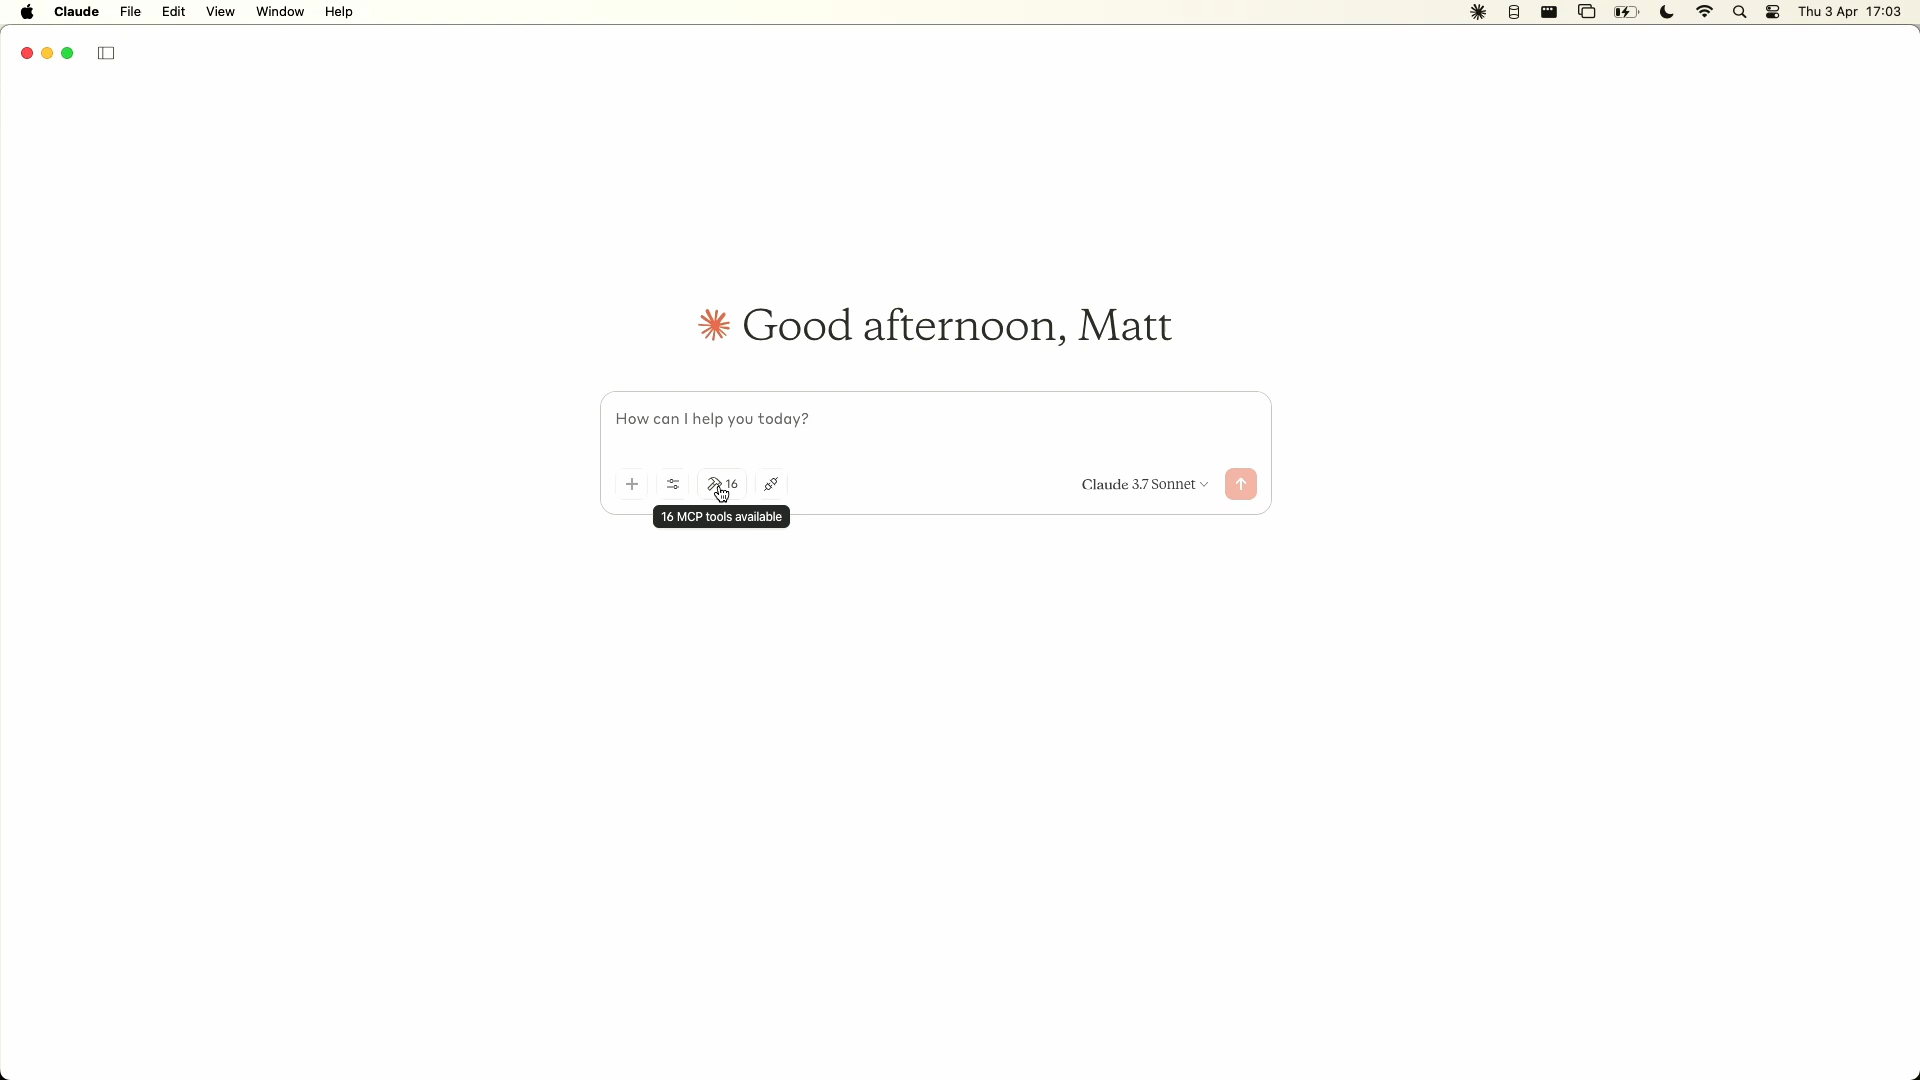 Claude File Edit View Window Help Thu 3 Apr 17:03
Good afternoon, Matt
How can I help you today?
16 Claude 3.7 Sonnet
16 MCP tools available